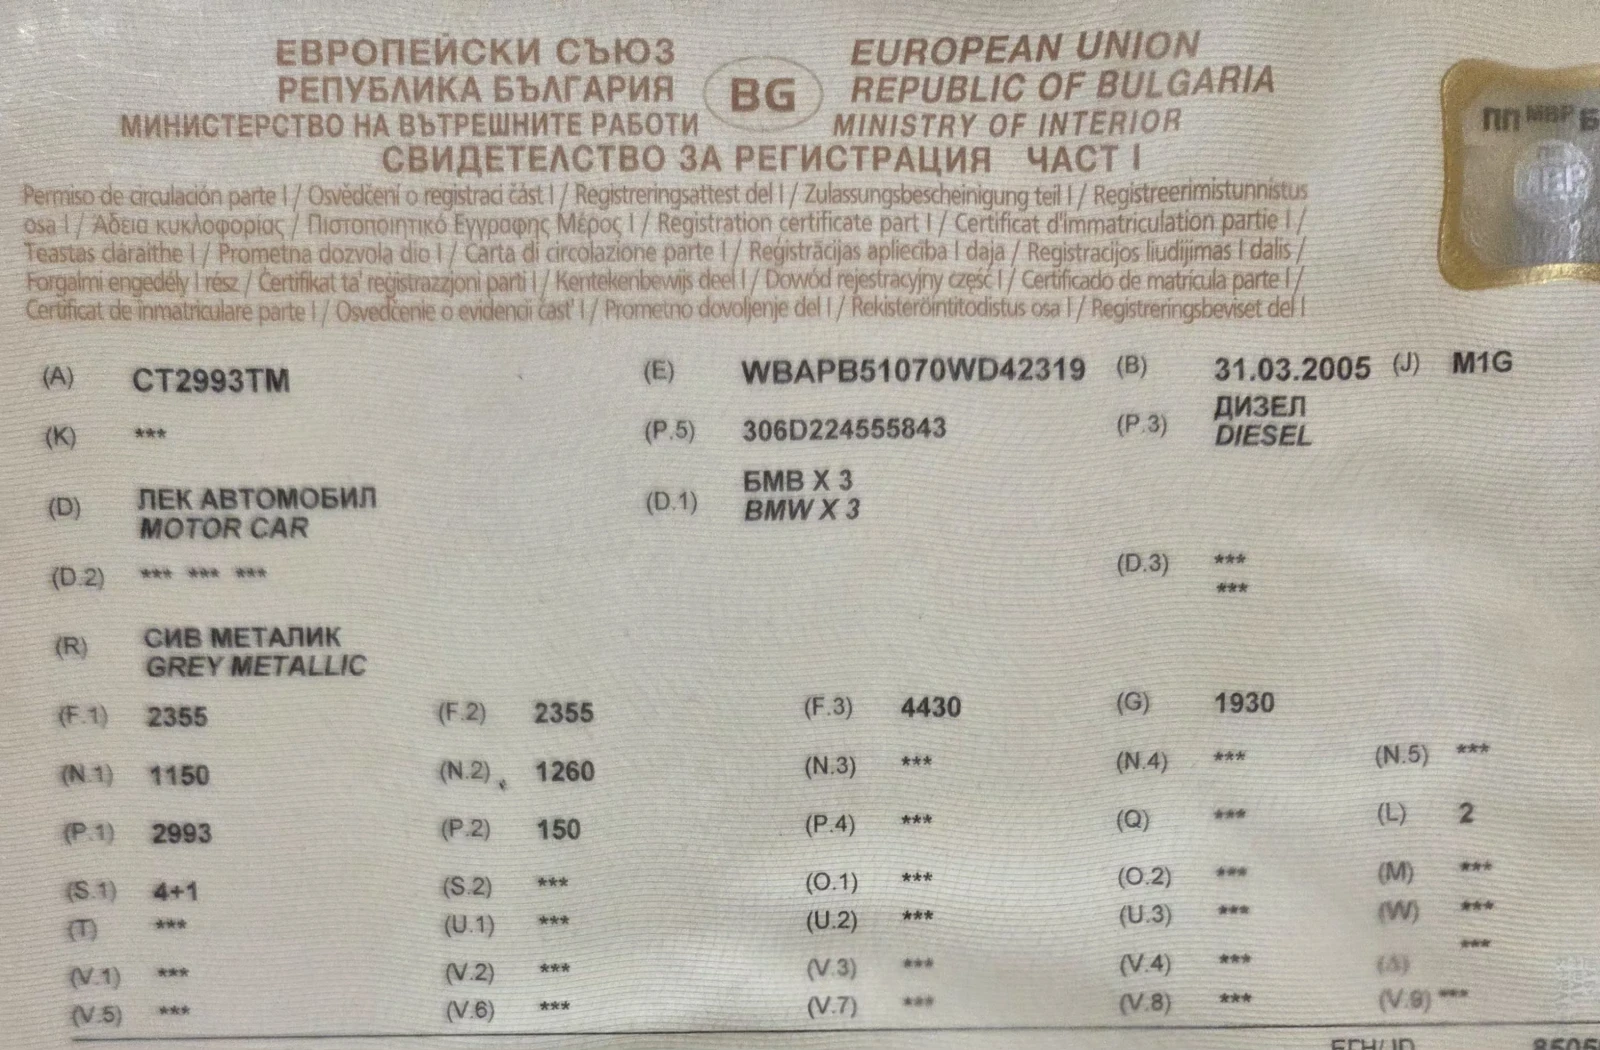 ЕВРОПЕЙСКИ СЪЮЗ
РЕПУБЛИКА БЪЛГАРИЯ
МИНИСТЕРСТВО НА ВЪТРЕШНИТЕ РАБОТИ
BG
EUROPEAN UNION
REPUBLIC OF BULGARIA
MINISTRY OF INTERIOR
СВИДЕТЕЛСТВО ЗА РЕГИСТРАЦИЯ ЧАСТ I
ПП МВР
Permiso de circulación parte I / Osvědčení o registraci část I / Registreringsattest del I / Zulassungsbescheinigung teil I / Registreerimistunnistus
osa I / Άδεια κυκλοφορίας / Πιστοποιητικό Εγγραφης Μέρος I / Registration certificate part I / Certificat d'immatriculation partie I /
Teastas cláraithe I / Prometna dozvola dio I / Carta di circolazione parte I / Reģistrācijas apliecība I daļa / Registracijos liudijimas I dalis /
Forgalmi engedély I rész / Ċertifikat ta' reġistrazzjoni parti I / Kentekenbewijs deel I / Dowód rejestracyjny część I / Certificado de matrícula parte I /
Certificat de inmatriculare parte I / Osvedčenie o evidencii časť I / Prometno dovoljenje del I / Rekisteröintitodistus osa I / Registreringsbeviset del I
(A) CT2993TM (E) WBAPB51070WD42319 (B) 31.03.2005 (J) M1G
(K) *** (P.5) 306D224555843 (P.3) ДИЗЕЛ
DIESEL
(D) ЛЕК АВТОМОБИЛ (D.1) БМВ X 3
MOTOR CAR BMW X 3
(D.2) *** *** *** (D.3) ***
***
(R) СИВ МЕТАЛИК
GREY METALLIC
(F.1) 2355 (F.2) 2355 (F.3) 4430 (G) 1930
(N.1) 1150 (N.2) 1260 (N.3) *** (N.4) *** (N.5) ***
(P.1) 2993 (P.2) 150 (P.4) *** (Q) *** (L) 2
(S.1) 4+1 (S.2) *** (O.1) *** (O.2) *** (M) ***
(T) *** (U.1) *** (U.2) *** (U.3) *** (W) ***
***
(V.1) *** (V.2) *** (V.3) *** (V.4) ***
(V.5) *** (V.6) *** (V.7) *** (V.8) *** (V.9) ***